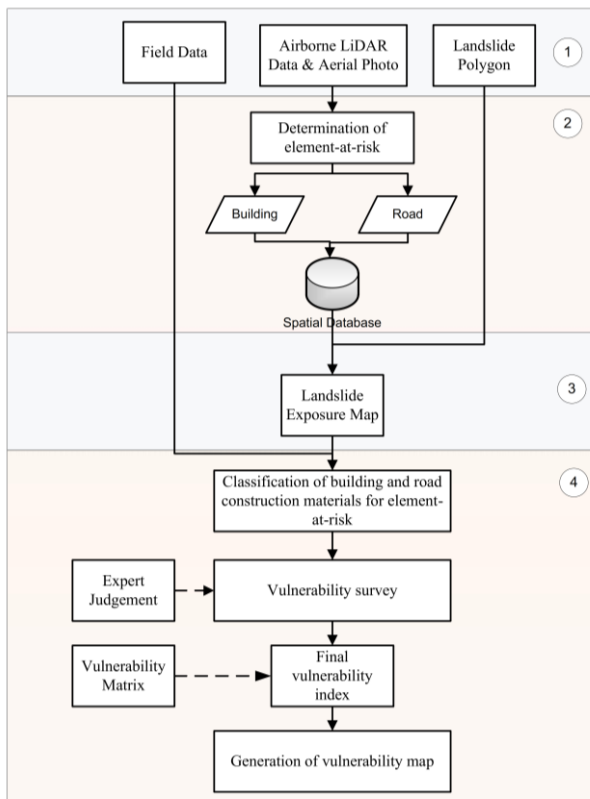 Field Data
Airborne LiDAR
Data & Aerial Photo
Landslide
Polygon
1
Determination of
element-at-risk
2
Building
Road
Spatial Database
Landslide
Exposure Map
3
Classification of building and road
construction materials for element-
at-risk
4
Expert
Judgement
Vulnerability survey
Vulnerability
Matrix
Final
vulnerability
index
Generation of vulnerability map